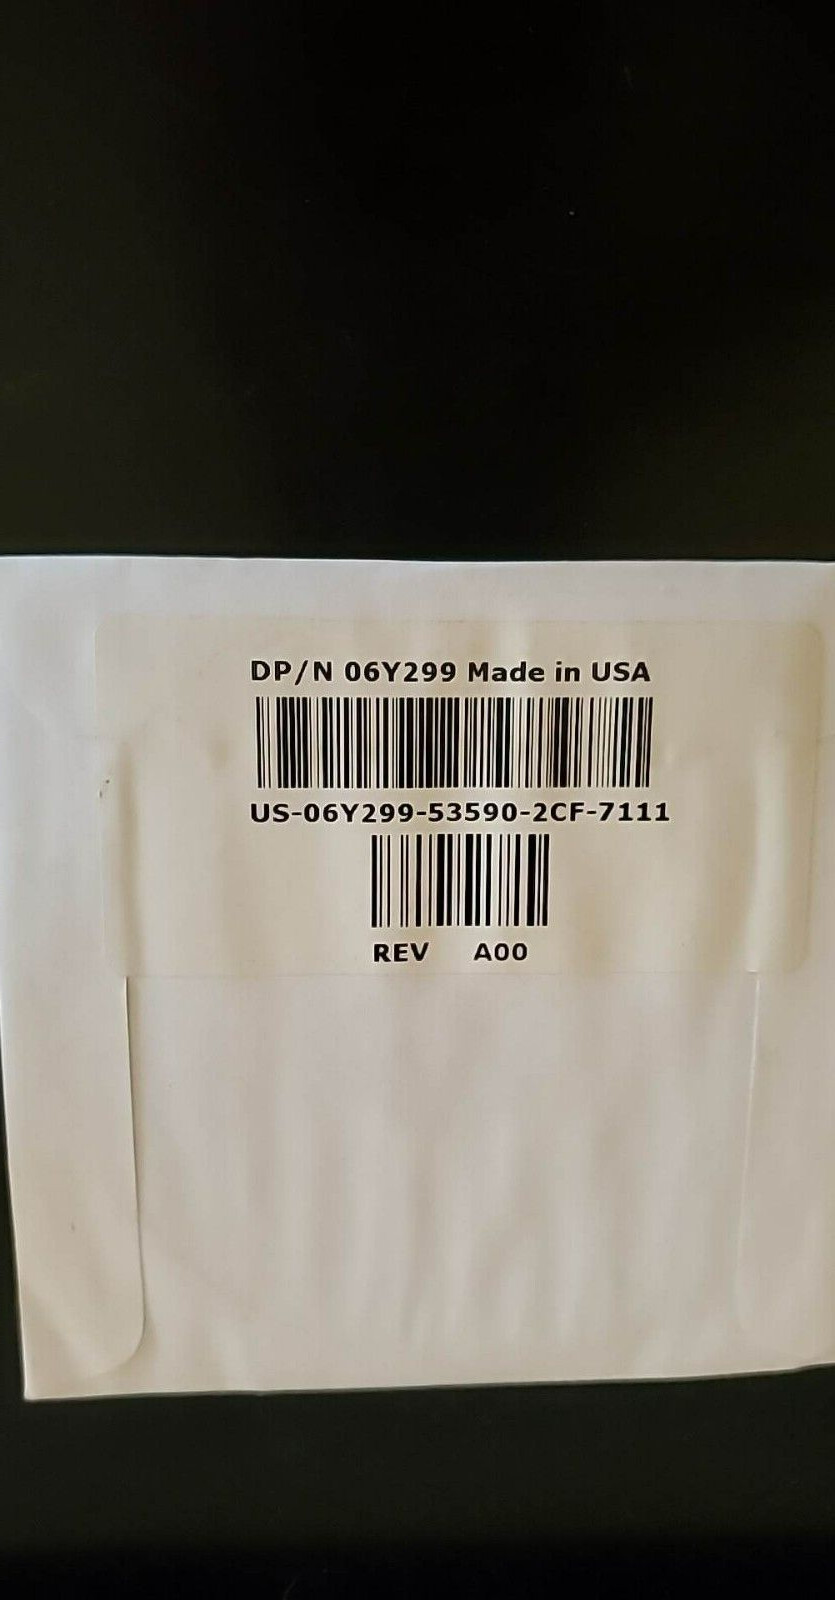 DP/N 06Y299 Made in USA
US-06Y299-53590-2CF-7111
REV A00